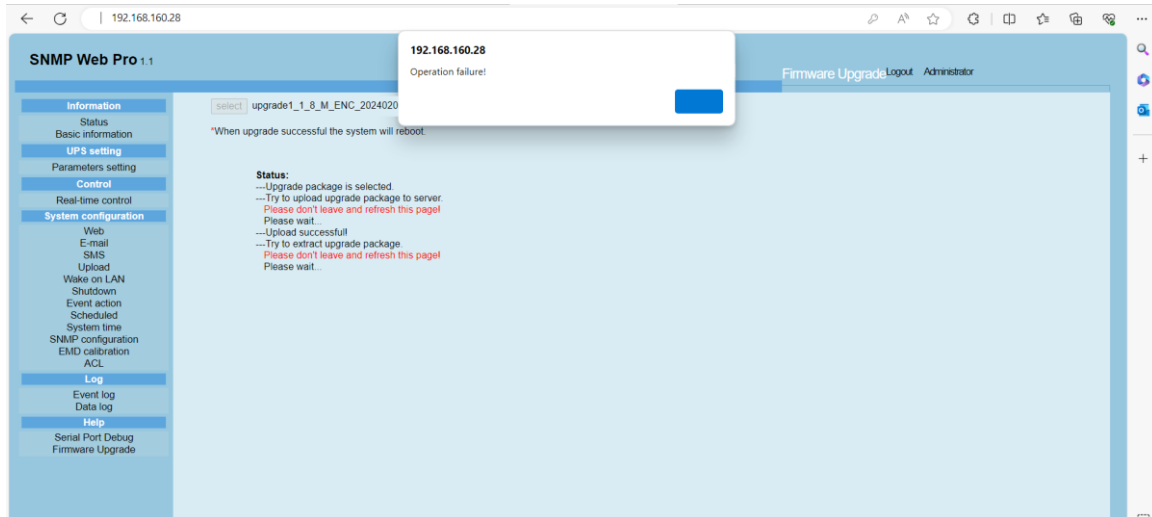 192.168.160.28
SNMP Web Pro 1.1
192.168.160.28
Operation failure!
Firmware Upgrade Logout Administrator
Information
Status
Basic information
UPS setting
Parameters setting
Control
Real-time control
System configuration
Web
E-mail
SMS
Upload
Wake on LAN
Shutdown
Event action
Scheduled
System time
SNMP configuration
EMD calibration
ACL
Log
Event log
Data log
Help
Serial Port Debug
Firmware Upgrade
select upgrade1_1_8_M_ENC_2024020
*When upgrade successful the system will reboot.
Status:
---Upgrade package is selected.
---Try to upload upgrade package to server.
Please don't leave and refresh this page!
Please wait...
---Upload successful!
---Try to extract upgrade package.
Please don't leave and refresh this page!
Please wait...